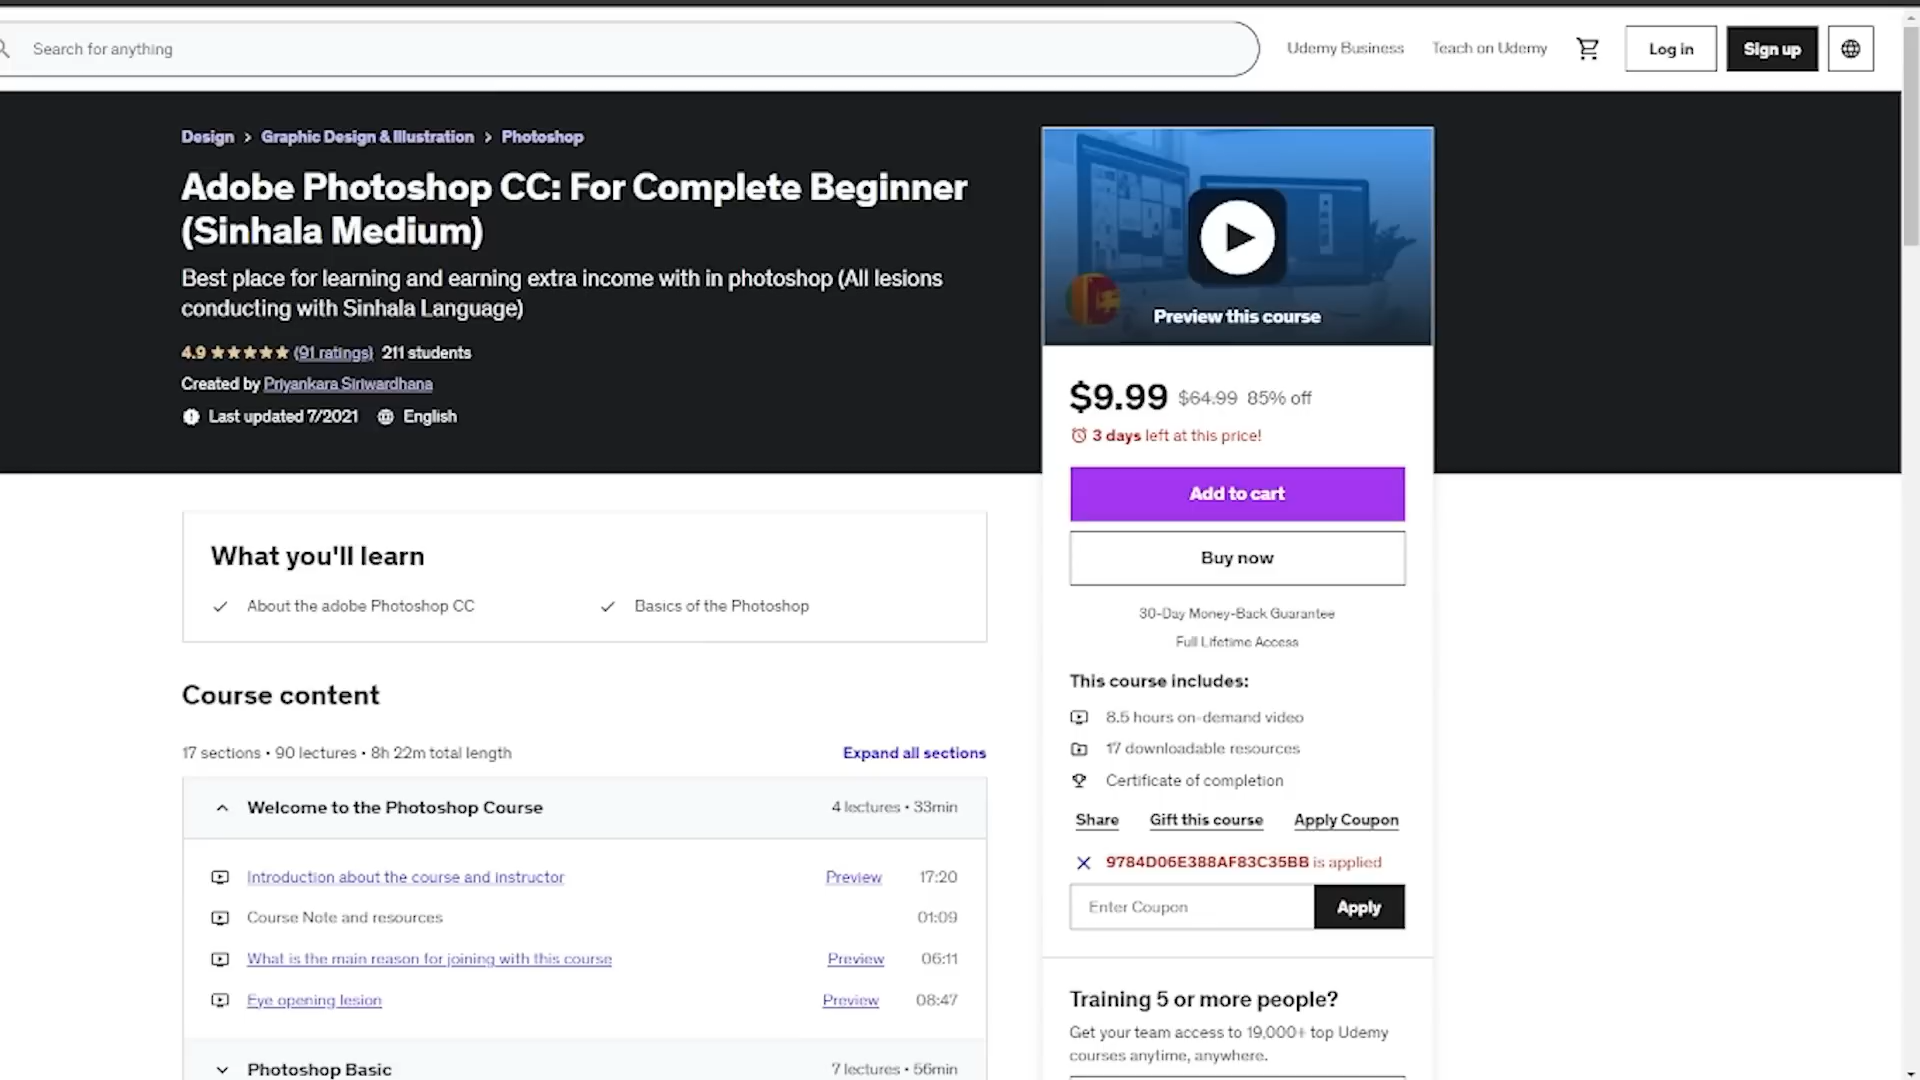 Search for anything
Udemy Business
Teach on Udemy
Log in
Sign up
Design > Graphic Design & Illustration > Photoshop
Adobe Photoshop CC: For Complete Beginner
(Sinhala Medium)
Best place for learning and earning extra income with in photoshop (All lesions
conducting with Sinhala Language)
4.9 ★★★★★ (91 ratings) 211 students
Created by Priyankara Siriwardhana
Last updated 7/2021 English
Preview this course
$9.99 $64.99 85% off
3 days left at this price!
Add to cart
Buy now
30-Day Money-Back Guarantee
Full Lifetime Access
This course includes:
8.5 hours on-demand video
17 downloadable resources
Certificate of completion
Share Gift this course Apply Coupon
9784D06E388AF83C35BB is applied
Enter Coupon Apply
Training 5 or more people?
Get your team access to 19,000+ top Udemy
courses anytime, anywhere.
What you'll learn
About the adobe Photoshop CC
Basics of the Photoshop
Course content
17 sections • 90 lectures • 8h 22m total length Expand all sections
Welcome to the Photoshop Course 4 lectures • 33min
Introduction about the course and instructor Preview 17:20
Course Note and resources 01:09
What is the main reason for joining with this course Preview 06:11
Eye opening lesion Preview 08:47
Photoshop Basic 7 lectures • 56min